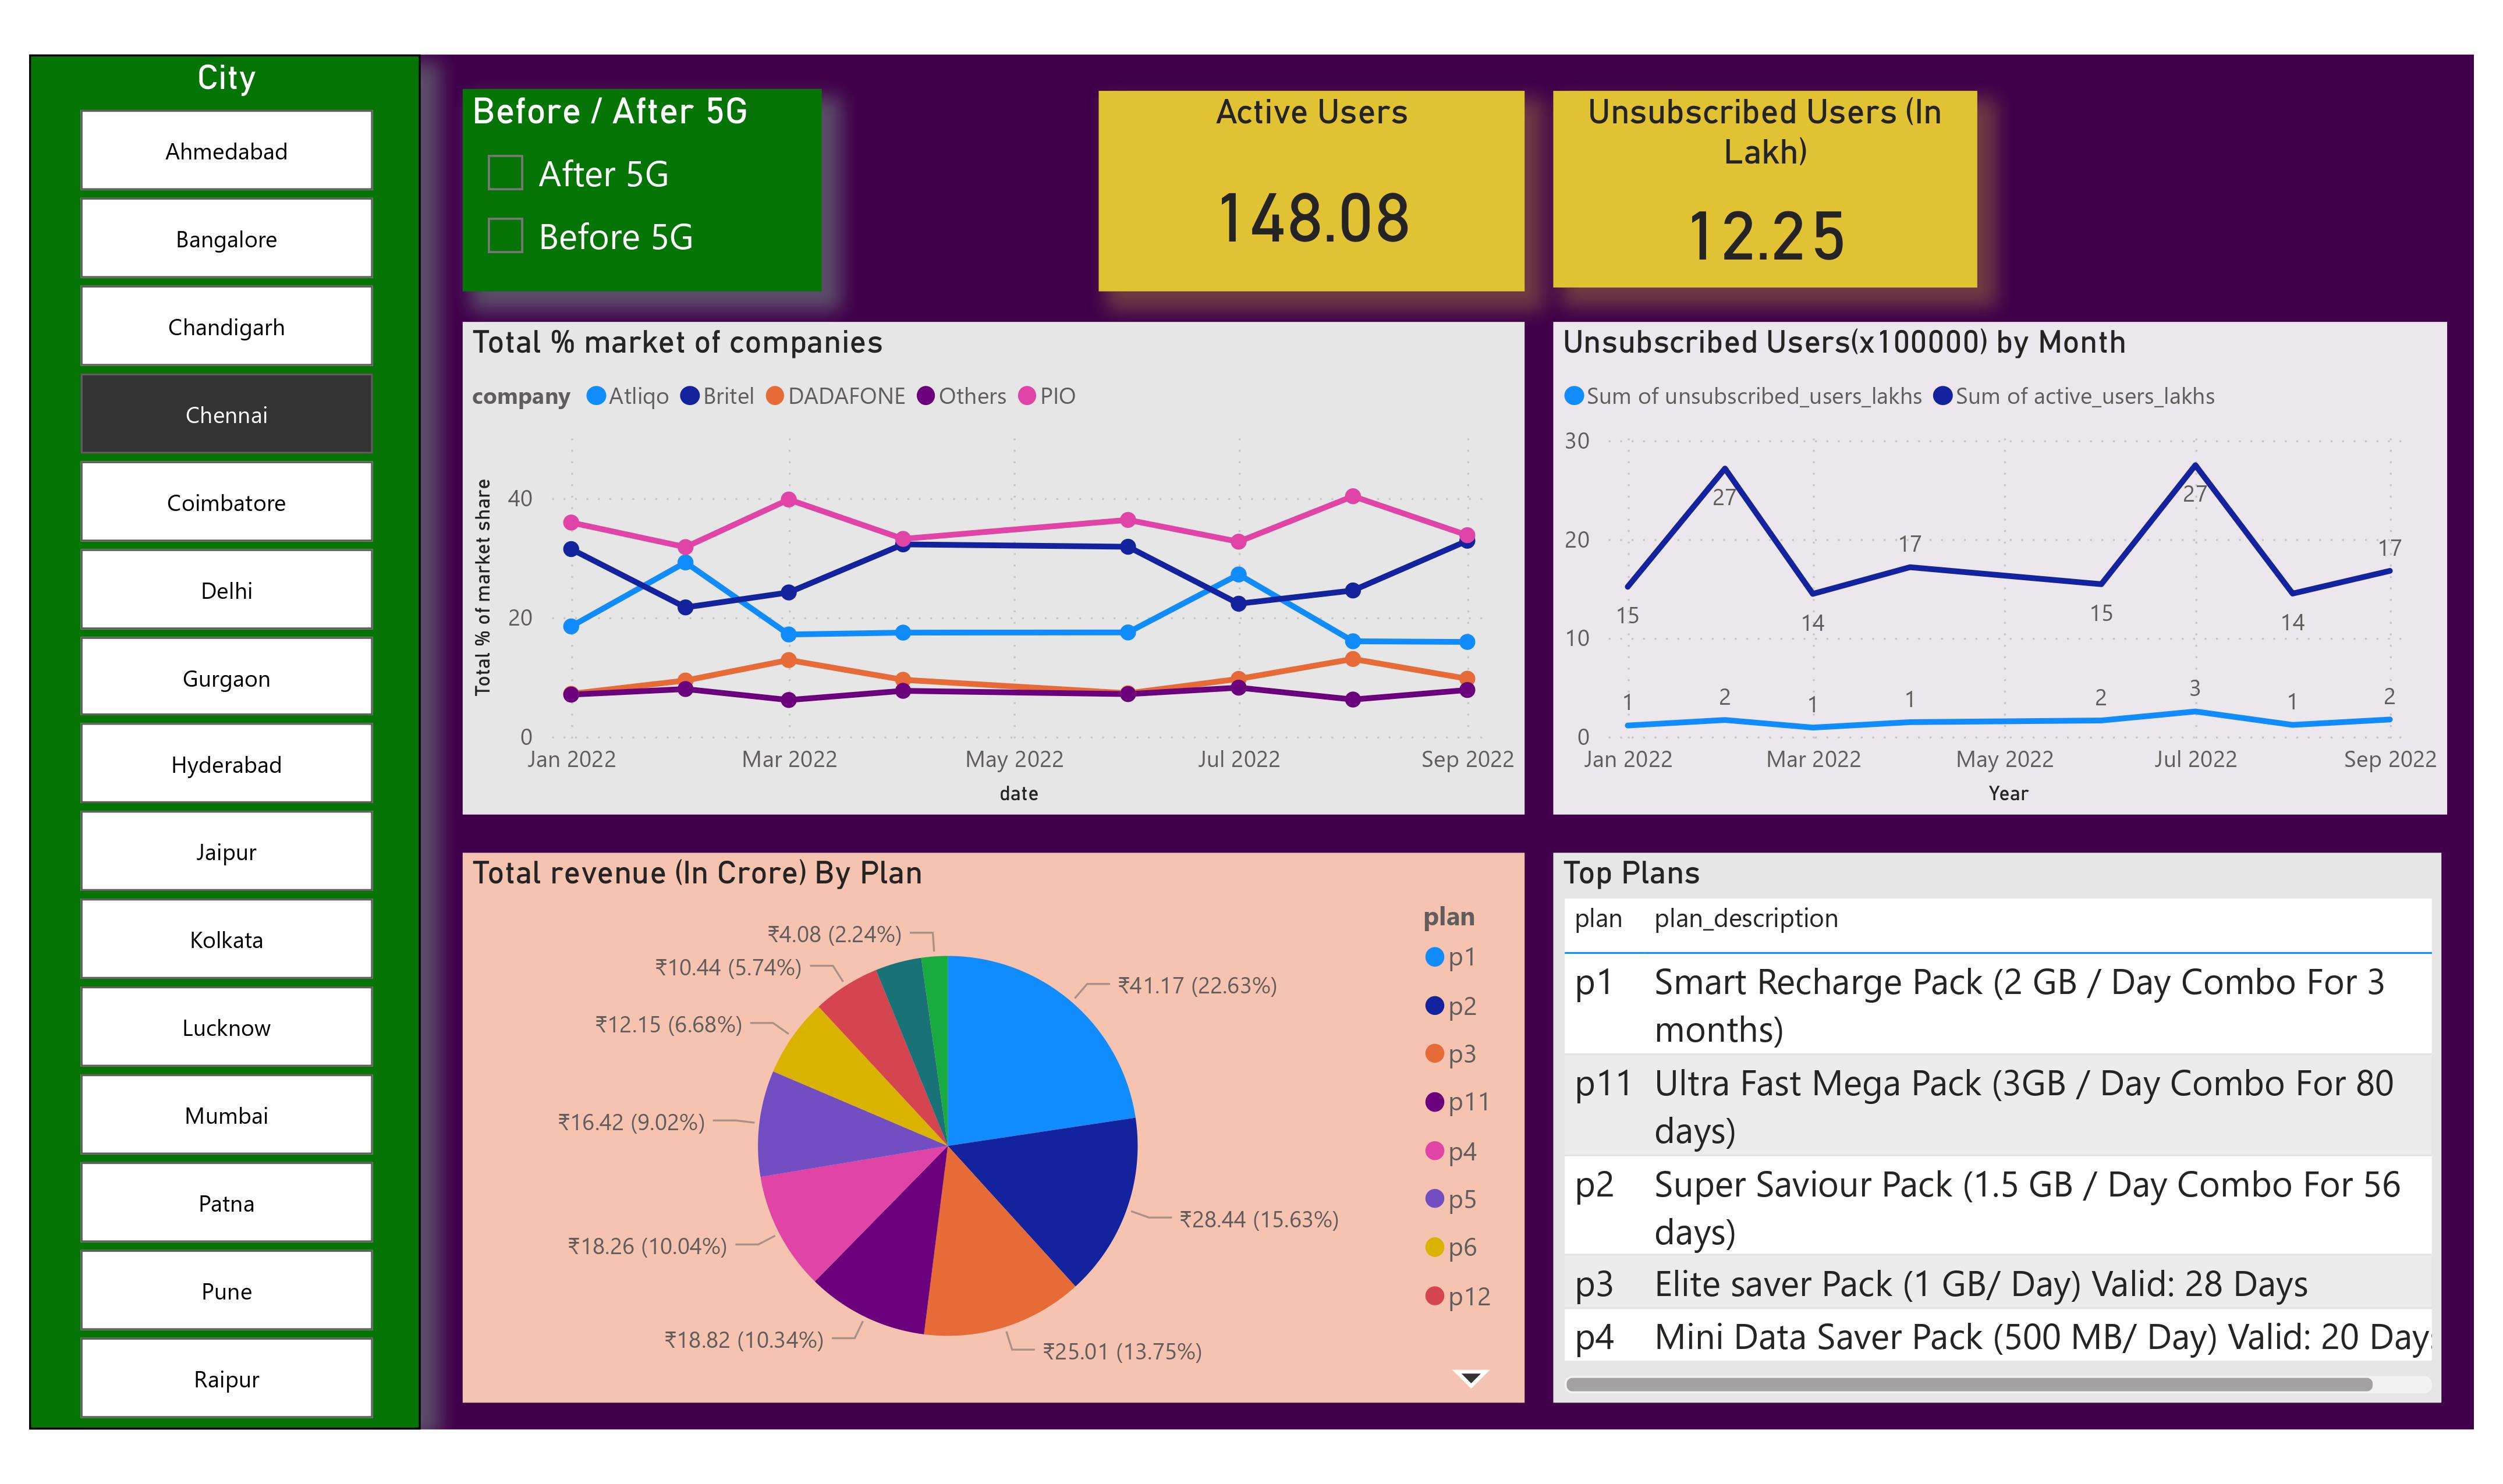 City
Ahmedabad
Bangalore
Chandigarh
Chennai
Coimbatore
Delhi
Gurgaon
Hyderabad
Jaipur
Kolkata
Lucknow
Mumbai
Patna
Pune
Raipur
Before / After 5G
After 5G
Before 5G
Active Users
148.08
Unsubscribed Users (In
Lakh)
12.25
Total % market of companies
company Atliqo Britel DADAFONE Others PIO
Total % of market share
40
20
0
Jan 2022 Mar 2022 May 2022 Jul 2022 Sep 2022
date
Unsubscribed Users(x100000) by Month
Sum of unsubscribed_users_lakhs Sum of active_users_lakhs
30
20
10
0
15 27 14 17 15 27 14 17
1 2 1 1 2 3 1 2
Jan 2022 Mar 2022 May 2022 Jul 2022 Sep 2022
Year
Total revenue (In Crore) By Plan
₹4.08 (2.24%)
₹10.44 (5.74%)
₹12.15 (6.68%)
₹16.42 (9.02%)
₹18.26 (10.04%)
₹18.82 (10.34%)
₹25.01 (13.75%)
₹28.44 (15.63%)
₹41.17 (22.63%)
plan
p1
p2
p3
p11
p4
p5
p6
p12
Top Plans
plan plan_description
p1 Smart Recharge Pack (2 GB / Day Combo For 3
months)
p11 Ultra Fast Mega Pack (3GB / Day Combo For 80
days)
p2 Super Saviour Pack (1.5 GB / Day Combo For 56
days)
p3 Elite saver Pack (1 GB/ Day) Valid: 28 Days
p4 Mini Data Saver Pack (500 MB/ Day) Valid: 20 Days